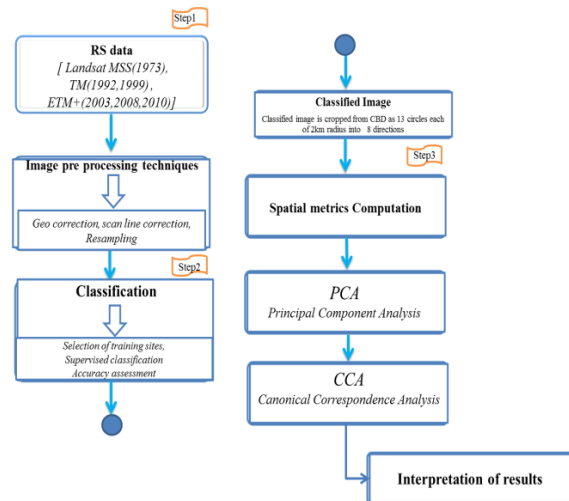 Step1
RS data
[ Landsat MSS(1973),
TM(1992,1999) ,
ETM+(2003,2008,2010)]
Image pre processing techniques
Geo correction, scan line correction,
Resampling
Step2
Classification
Selection of training sites,
Supervised classification
Accuracy assessment
Classified Image
Classified image is cropped from CBD as 13 circles each
of 2km radius into 8 directions
Step3
Spatial metrics Computation
PCA
Principal Component Analysis
CCA
Canonical Correspondence Analysis
Interpretation of results